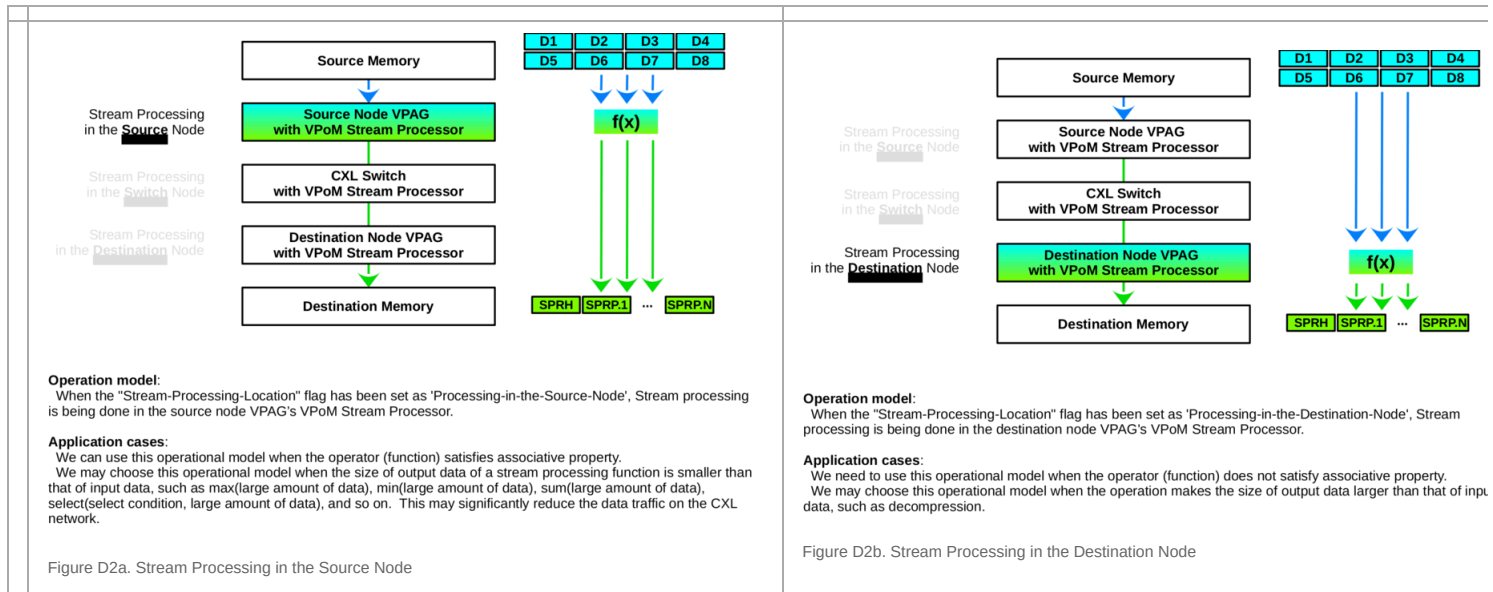 Source Memory
D1 D2 D3 D4
D5 D6 D7 D8
Stream Processing
in the Source Node
Source Node VPAG
with VPoM Stream Processor
f(x)
Stream Processing
in the Switch Node
CXL Switch
with VPoM Stream Processor
Stream Processing
in the Destination Node
Destination Node VPAG
with VPoM Stream Processor
Destination Memory
SPRH SPRP.1 ... SPRP.N
Operation model:
When the "Stream-Processing-Location" flag has been set as 'Processing-in-the-Source-Node', Stream processing
is being done in the source node VPAG's VPoM Stream Processor.
Application cases:
We can use this operational model when the operator (function) satisfies associative property.
We may choose this operational model when the size of output data of a stream processing function is smaller than
that of input data, such as max(large amount of data), min(large amount of data), sum(large amount of data),
select(select condition, large amount of data), and so on. This may significantly reduce the data traffic on the CXL
network.
Figure D2a. Stream Processing in the Source Node
Source Memory
D1 D2 D3 D4
D5 D6 D7 D8
Stream Processing
in the Source Node
Source Node VPAG
with VPoM Stream Processor
Stream Processing
in the Switch Node
CXL Switch
with VPoM Stream Processor
Stream Processing
in the Destination Node
Destination Node VPAG
with VPoM Stream Processor
f(x)
Destination Memory
SPRH SPRP.1 ... SPRP.N
Operation model:
When the "Stream-Processing-Location" flag has been set as 'Processing-in-the-Destination-Node', Stream
processing is being done in the destination node VPAG's VPoM Stream Processor.
Application cases:
We need to use this operational model when the operator (function) does not satisfy associative property.
We may choose this operational model when the operation makes the size of output data larger than that of inpu
data, such as decompression.
Figure D2b. Stream Processing in the Destination Node